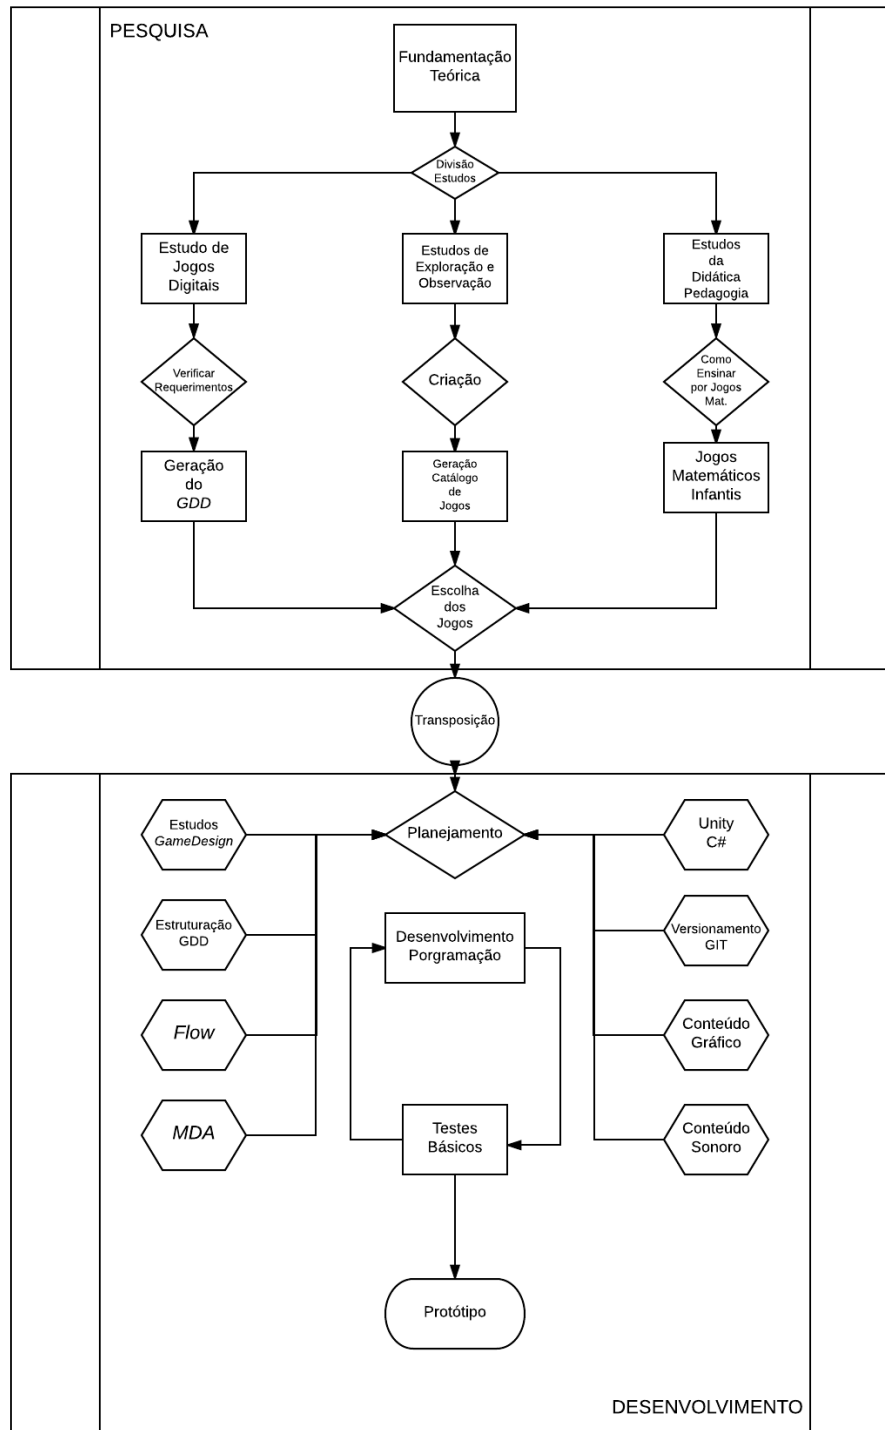 PESQUISA
Fundamentação
Teórica
Divisão
Estudos
Estudo de
Jogos
Digitais
Estudos de
Exploração e
Observação
Estudos
da
Didática
Pedagogia
Verificar
Requerimentos
Criação
Como
Ensinar
por Jogos
Mat.
Geração
do
GDD
Geração
Catálogo
de
Jogos
Jogos
Matemáticos
Infantis
Escolha
dos
Jogos
Transposição
Estudos
GameDesign
Planejamento
Unity
C#
Estruturação
GDD
Desenvolvimento
Porgramação
Versionamento
GIT
Flow
Conteúdo
Gráfico
MDA
Testes
Básicos
Conteúdo
Sonoro
Protótipo
DESENVOLVIMENTO